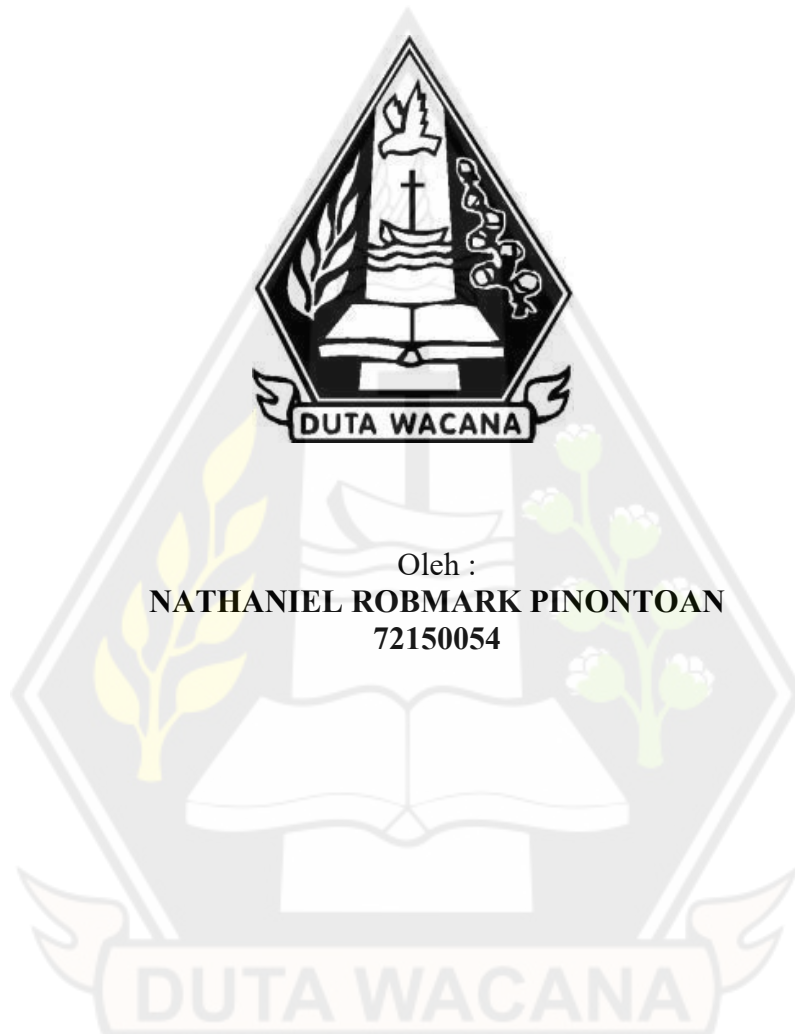 DUTA WACANA
Oleh :
NATHANIEL ROBMARK PINONTOAN
72150054
DUTA WACANA